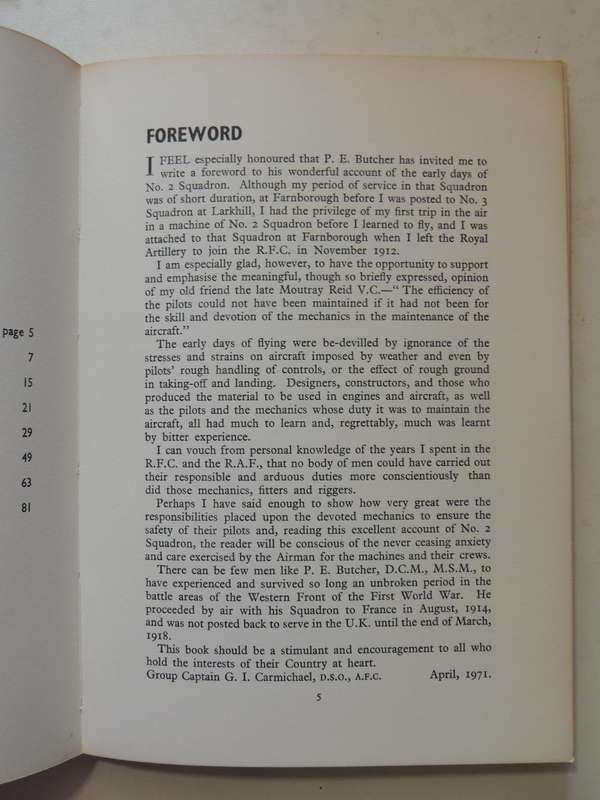 page 5
7
15
21
29
49
63
81
FOREWORD
I FEEL especially honoured that P. E. Butcher has invited me to
write a foreword to his wonderful account of the early days of
No. 2 Squadron. Although my period of service in that Squadron
was of short duration, at Farnborough before I was posted to No. 3
Squadron at Larkhill, I had the privilege of my first trip in the air
in a machine of No. 2 Squadron before I learned to fly, and I was
attached to that Squadron at Farnborough when I left the Royal
Artillery to join the R.F.C. in November 1912.
I am especially glad, however, to have the opportunity to support
and emphasise the meaningful, though so briefly expressed, opinion
of my old friend the late Moutray Reid V.C.—“ The efficiency of
the pilots could not have been maintained if it had not been for
the skill and devotion of the mechanics in the maintenance of the
aircraft.”
The early days of flying were be-devilled by ignorance of the
stresses and strains on aircraft imposed by weather and even by
pilots’ rough handling of controls, or the effect of rough ground
in taking-off and landing. Designers, constructors, and those who
produced the material to be used in engines and aircraft, as well
as the pilots and the mechanics whose duty it was to maintain the
aircraft, all had much to learn and, regrettably, much was learnt
by bitter experience.
I can vouch from personal knowledge of the years I spent in the
R.F.C. and the R.A.F., that no body of men could have carried out
their responsible and arduous duties more conscientiously than
did those mechanics, fitters and riggers.
Perhaps I have said enough to show how very great were the
responsibilities placed upon the devoted mechanics to ensure the
safety of their pilots and, reading this excellent account of No. 2
Squadron, the reader will be conscious of the never ceasing anxiety
and care exercised by the Airman for the machines and their crews.
There can be few men like P. E. Butcher, D.C.M., M.S.M., to
have experienced and survived so long an unbroken period in the
battle areas of the Western Front of the First World War. He
proceeded by air with his Squadron to France in August, 1914,
and was not posted back to serve in the U.K. until the end of March,
1918.
This book should be a stimulant and encouragement to all who
hold the interests of their Country at heart.
Group Captain G. I. Carmichael, D.S.O., A.F.C. April, 1971.
5